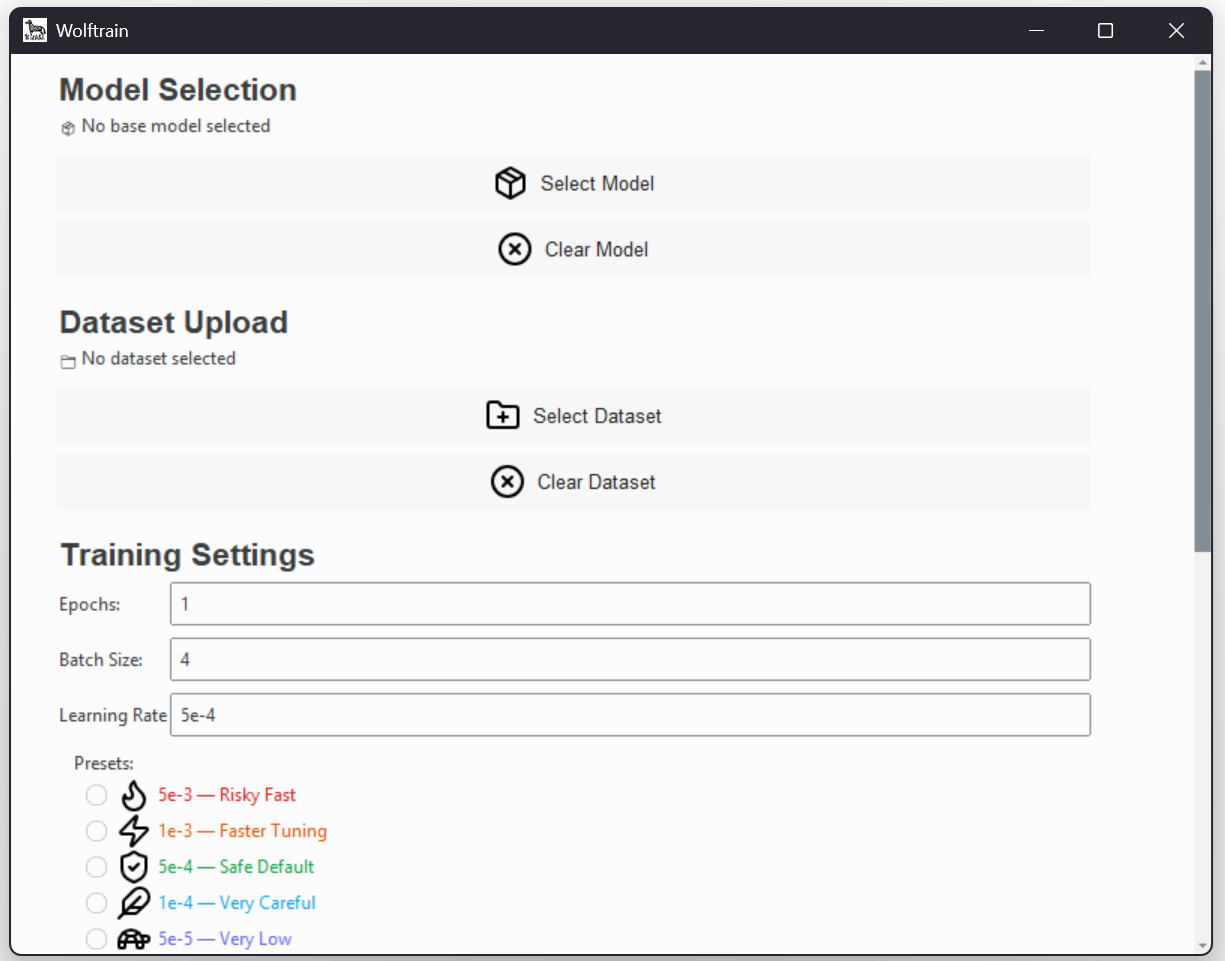 Wolftrain
Model Selection
No base model selected
Select Model
Clear Model
Dataset Upload
No dataset selected
Select Dataset
Clear Dataset
Training Settings
Epochs: 1
Batch Size: 4
Learning Rate 5e-4
Presets:
5e-3 — Risky Fast
1e-3 — Faster Tuning
5e-4 — Safe Default
1e-4 — Very Careful
5e-5 — Very Low